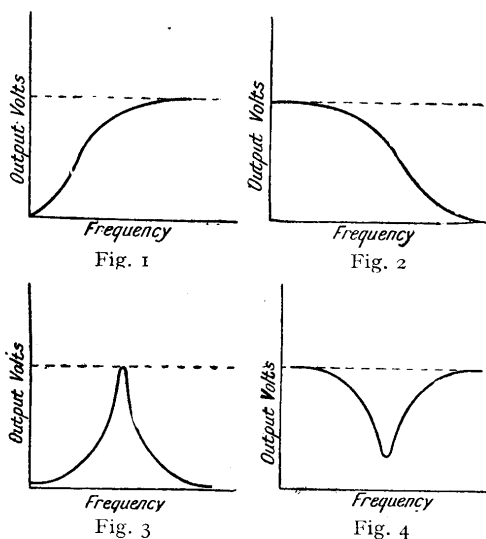 Output Volts
Frequency
Fig. 1
Output Volts
Frequency
Fig. 2
Output Volts
Frequency
Fig. 3
Output Volts
Frequency
Fig. 4